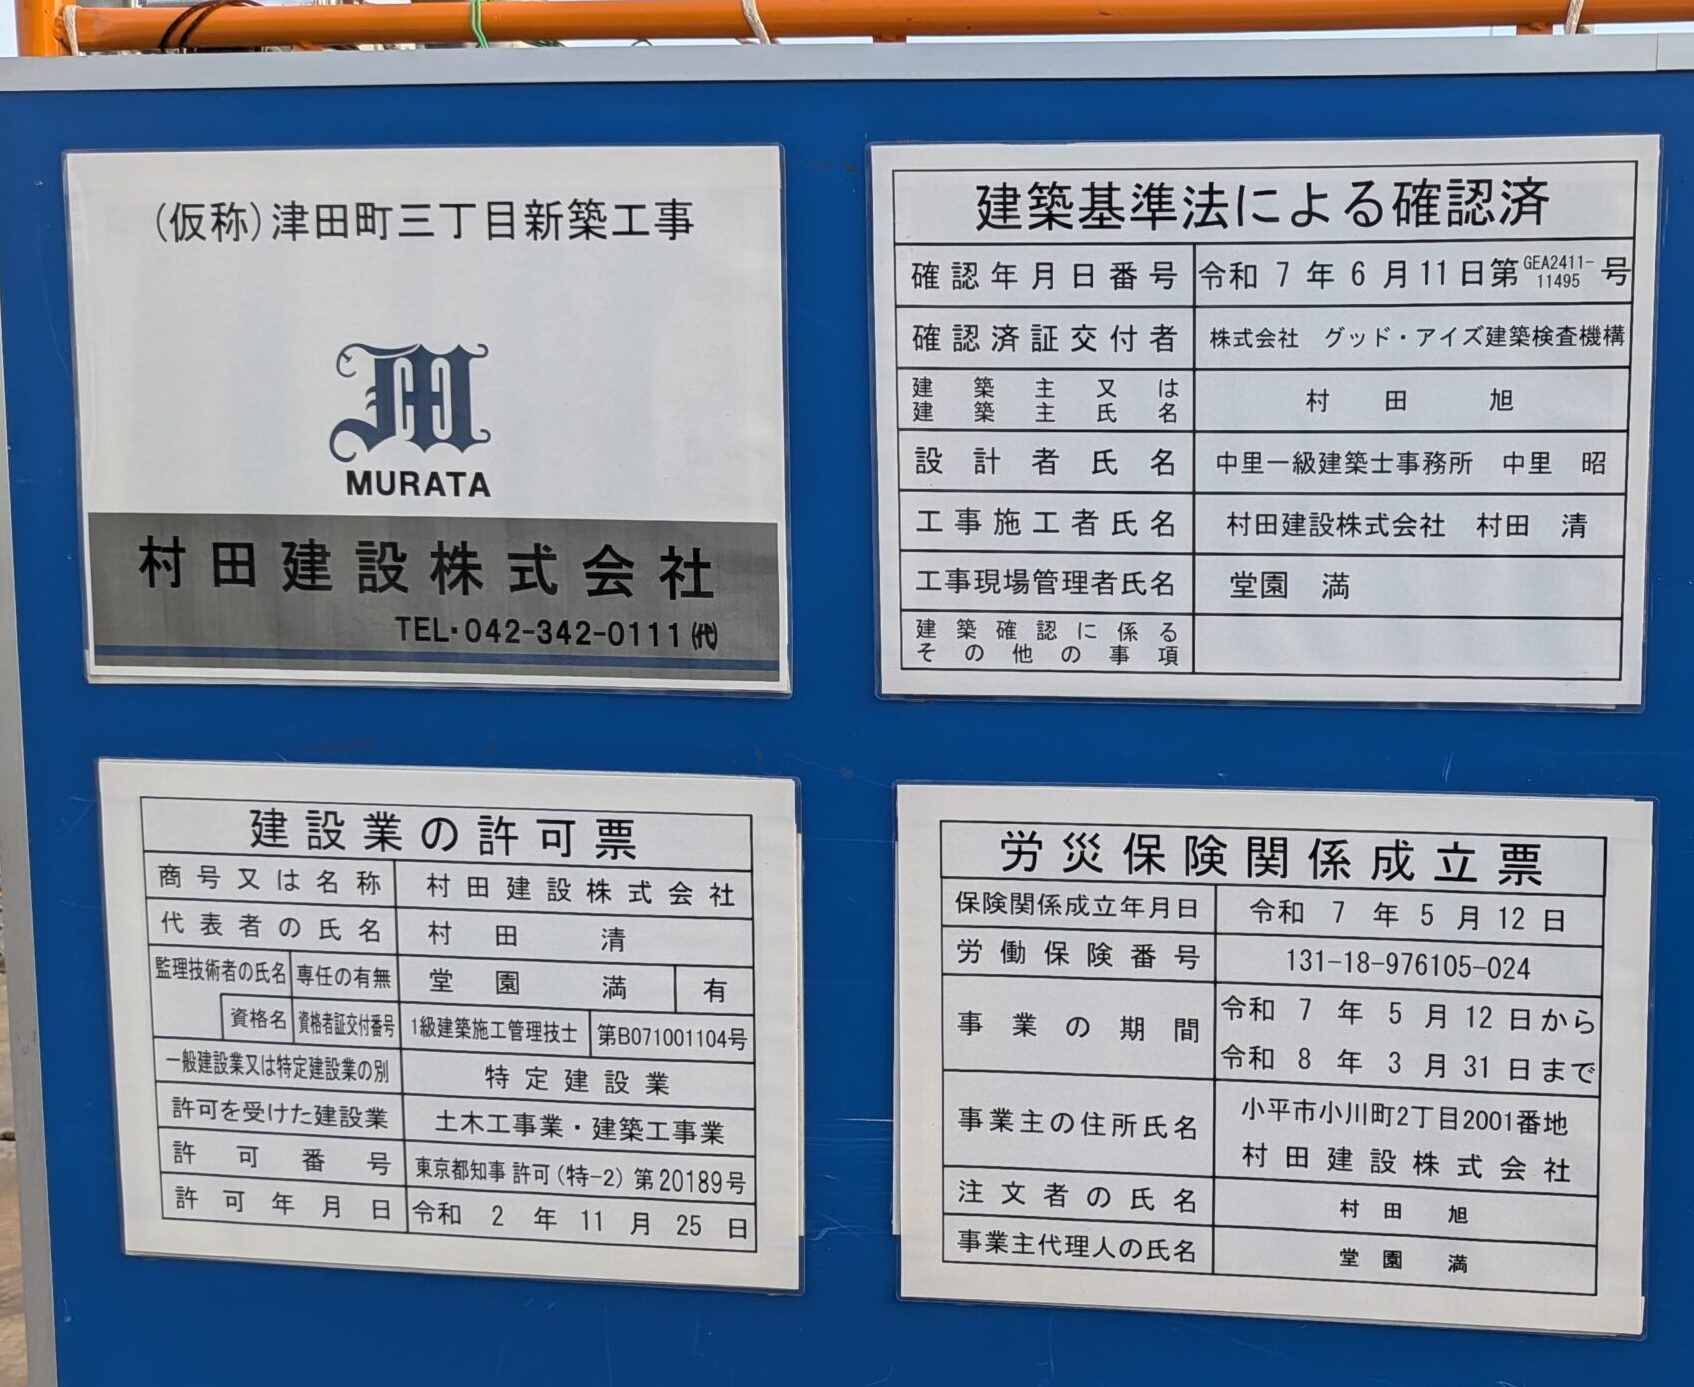 (仮称)津田町三丁目新築工事
MURATA
村田建設株式会社
TEL・042-342-0111(代)
建築基準法による確認済
確認年月日番号 令和 7 年 6 月 11 日第 GEA2411-11495 号
確認済証交付者 株式会社 グッド・アイズ建築検査機構
建築主又は
建築主氏名 村田 旭
設計者氏名 中里一級建築士事務所 中里 昭
工事施工者氏名 村田建設株式会社 村田 清
工事現場管理者氏名 堂園 満
建築確認に係る
その他の事項
建設業の許可票
商号又は名称 村田建設株式会社
代表者の氏名 村田 清
監理技術者の氏名 専任の有無 堂園 満 有
資格名 資格者証交付番号 1級建築施工管理技士 第B071001104号
一般建設業又は特定建設業の別 特定建設業
許可を受けた建設業 土木工事業・建築工事業
許可番号 東京都知事 許可(特-2) 第20189号
許可年月日 令和 2 年 11 月 25 日
労災保険関係成立票
保険関係成立年月日 令和 7 年 5 月 12 日
労働保険番号 131-18-976105-024
事業の期間 令和 7 年 5 月 12 日から
令和 8 年 3 月 31 日まで
事業主の住所氏名 小平市小川町2丁目2001番地
村田建設株式会社
注文者の氏名 村田 旭
事業主代理人の氏名 堂園 満